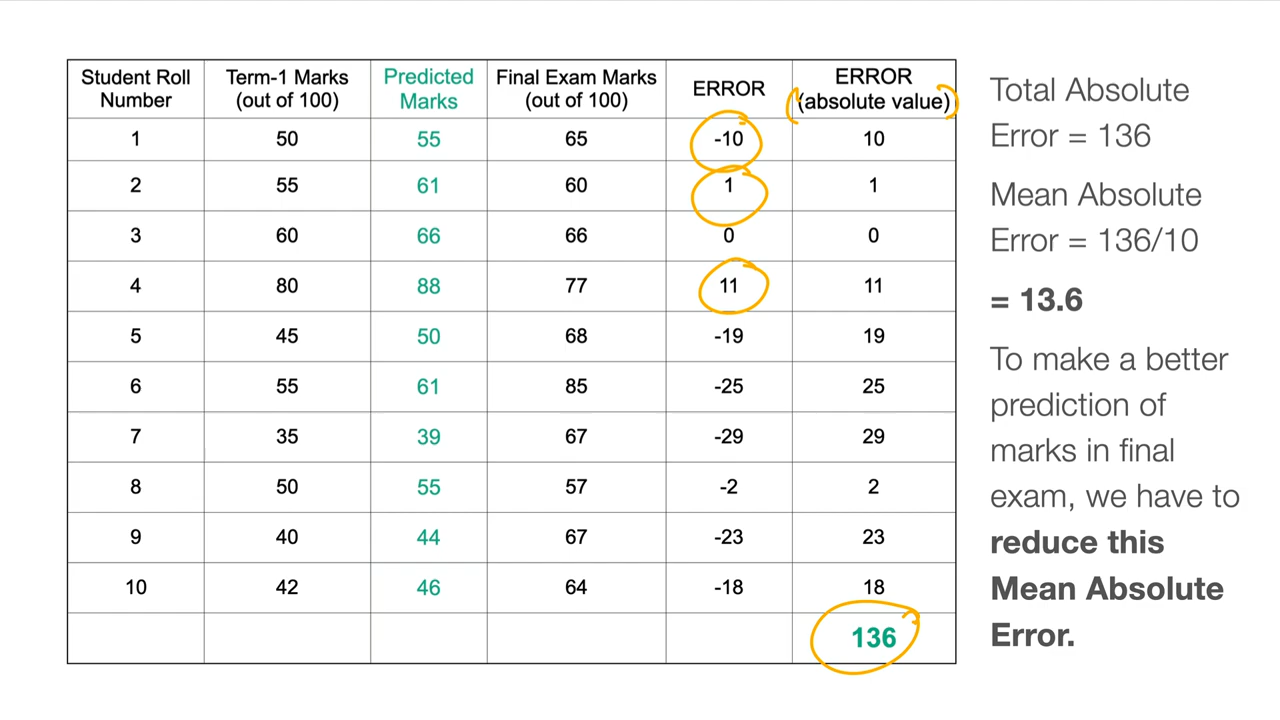 Student Roll Number Term-1 Marks (out of 100) Predicted Marks Final Exam Marks (out of 100) ERROR ERROR (absolute value)
1 50 55 65 -10 10
2 55 61 60 1 1
3 60 66 66 0 0
4 80 88 77 11 11
5 45 50 68 -19 19
6 55 61 85 -25 25
7 35 39 67 -29 29
8 50 55 57 -2 2
9 40 44 67 -23 23
10 42 46 64 -18 18
136
Total Absolute
Error = 136
Mean Absolute
Error = 136/10
= 13.6
To make a better
prediction of
marks in final
exam, we have to
reduce this
Mean Absolute
Error.